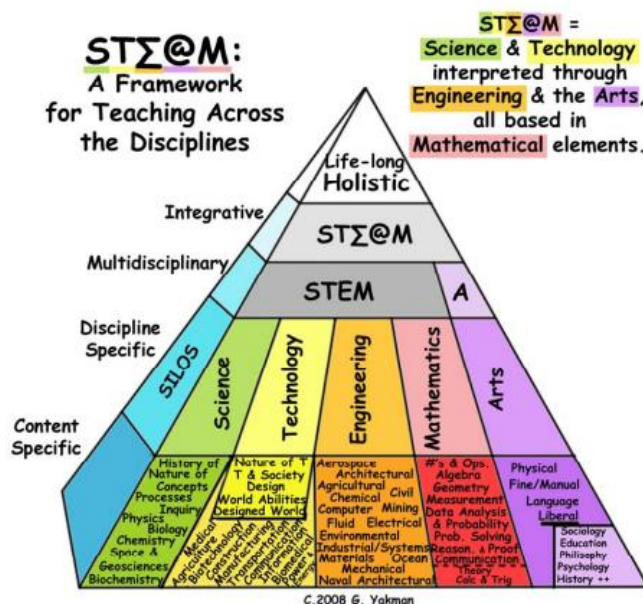 STΣ@M:
A Framework
for Teaching Across
the Disciplines
STΣ@M =
Science & Technology
interpreted through
Engineering & the Arts,
all based in
Mathematical elements.
Life-long
Holistic
Integrative
STΣ@M
Multidisciplinary
STEM
A
Discipline
Specific
SILOS
Science
Technology
Engineering
Mathematics
Arts
Content
Specific
History of
Nature of
Concepts
Processes
Inquiry
Physics
Biology
Chemistry
Space &
Geosciences
Biochemistry
Nature of T
T & Society
Design
World Abilities
Designed World
Medical
Agriculture
Biotechnology
Construction
Manufacturing
Transportation
Communication
Information
Biomedical
Power
Energy
Aerospace
Architectural
Agricultural
Chemical Civil
Computer Mining
Fluid Electrical
Environmental
Industrial/Systems
Materials Ocean
Mechanical
Naval Architectural
#'s & Ops.
Algebra
Geometry
Measurement
Data Analysis
& Probability
Prob. Solving
Reason. & Proof
Communication
Theory
Calc & Trig
Physical
Fine/Manual
Language
Liberal
Sociology
Education
Philosophy
Psychology
History ++
C.2008 G. Yakman